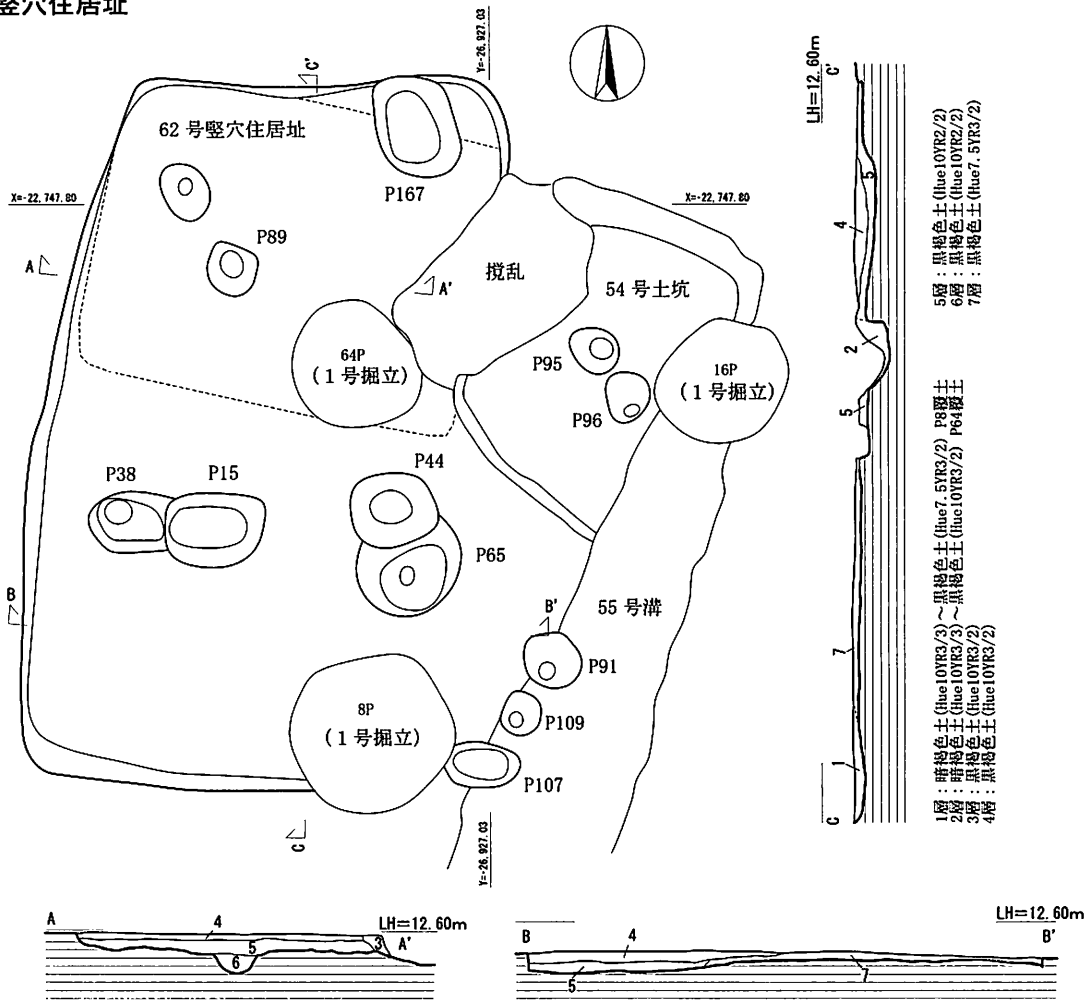 竪穴住居址
Y=-26,927.03
C'
62 号竪穴住居址
P167
X=-22,747.80
X=-22,747.80
P89
A
撹乱
A'
54 号土坑
P95
64P
(1号掘立)
16P
(1号掘立)
P96
P38
P15
P44
P65
B
B'
55 号溝
P91
8P
(1号掘立)
P109
P107
C
Y=-26,927.03
LH=12.60m
C'
5
4
2
5
7
1
C
1層：暗褐色土(Hue10YR3/3)～黒褐色土(Hue7.5YR3/2) P8覆土
2層：暗褐色土(Hue10YR3/3)～黒褐色土(Hue10YR3/2) P64覆土
3層：黒褐色土(Hue10YR3/2)
4層：黒褐色土(Hue10YR3/2)
5層：黒褐色土(Hue10YR2/2)
6層：黒褐色土(Hue10YR2/2)
7層：黒褐色土(Hue7.5YR3/2)
A
4
LH=12.60m
5
3
A'
6
LH=12.60m
B
4
B'
5
7